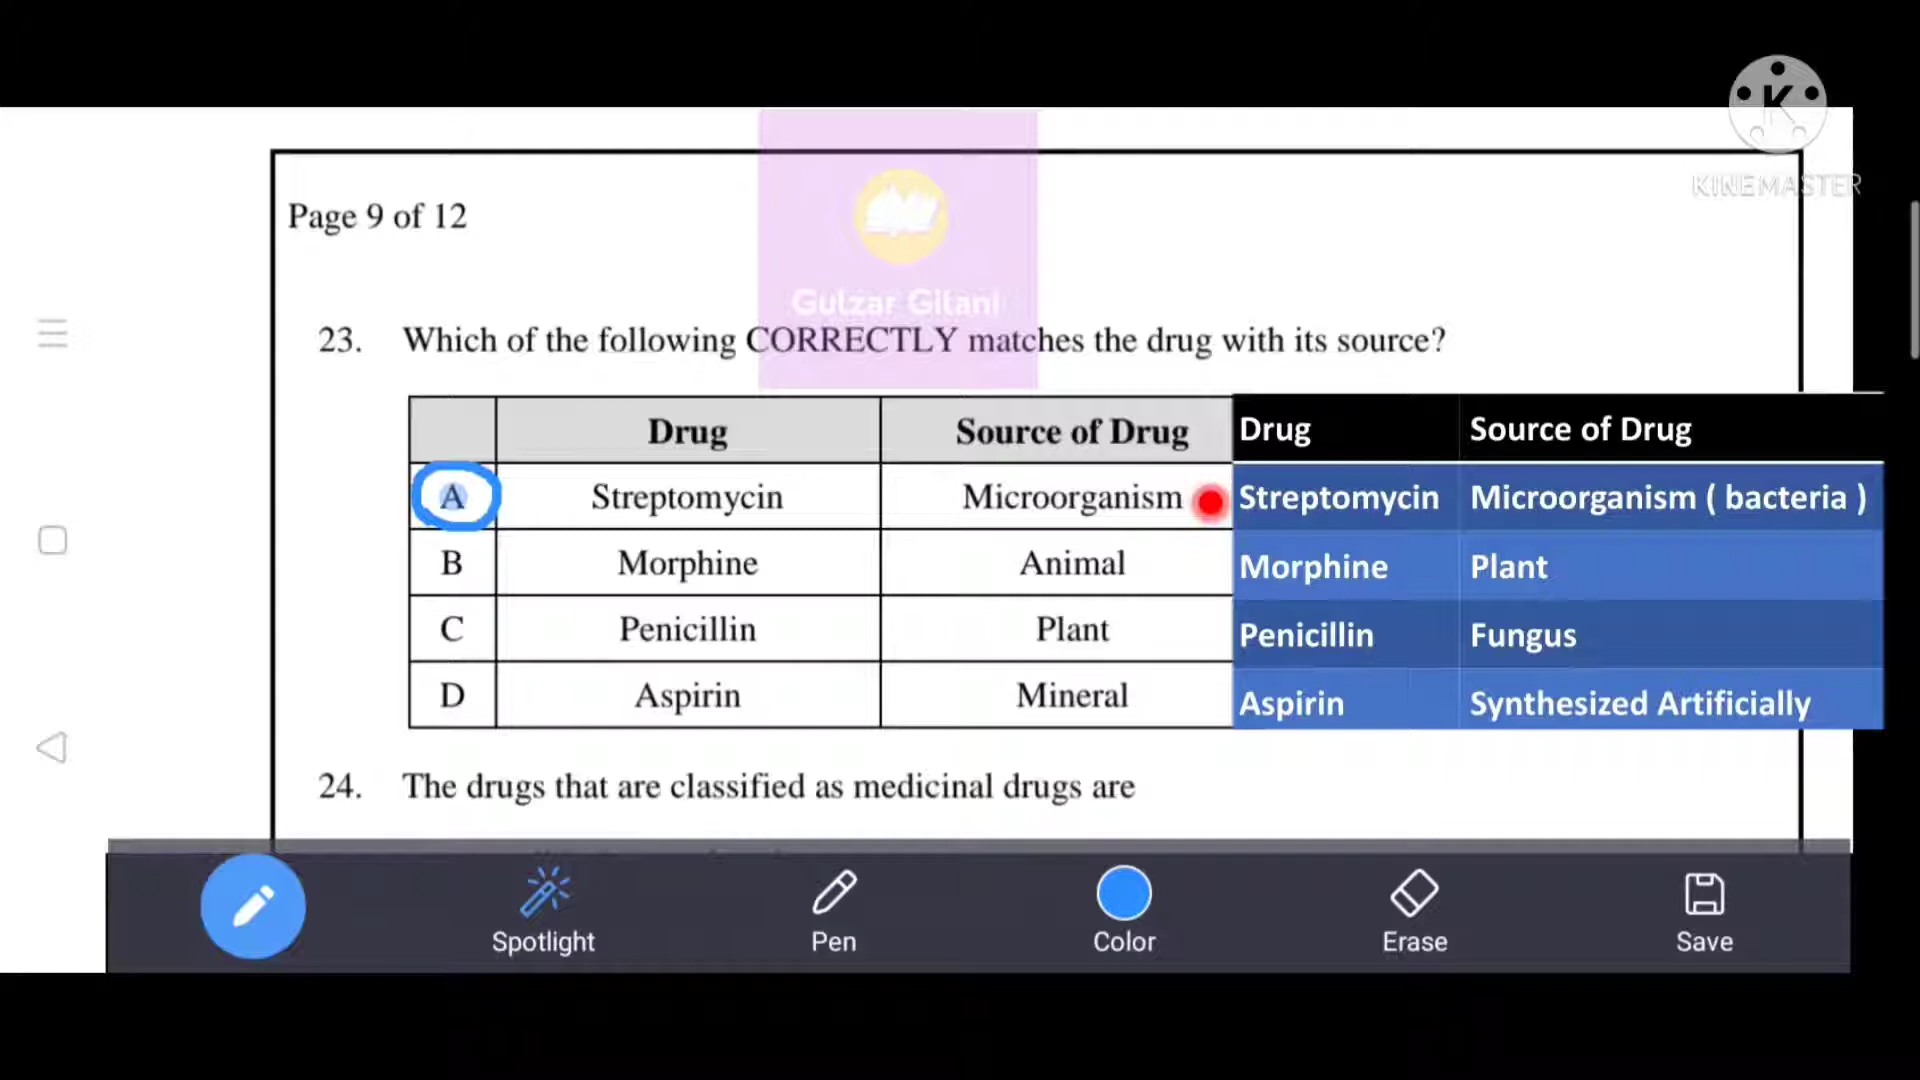 KINEMASTER
Page 9 of 12
Gulzar Gilani
23. Which of the following CORRECTLY matches the drug with its source?
Drug Source of Drug Drug Source of Drug
A Streptomycin Microorganism Streptomycin Microorganism ( bacteria )
B Morphine Animal Morphine Plant
C Penicillin Plant Penicillin Fungus
D Aspirin Mineral Aspirin Synthesized Artificially
24. The drugs that are classified as medicinal drugs are
Spotlight Pen Color Erase Save